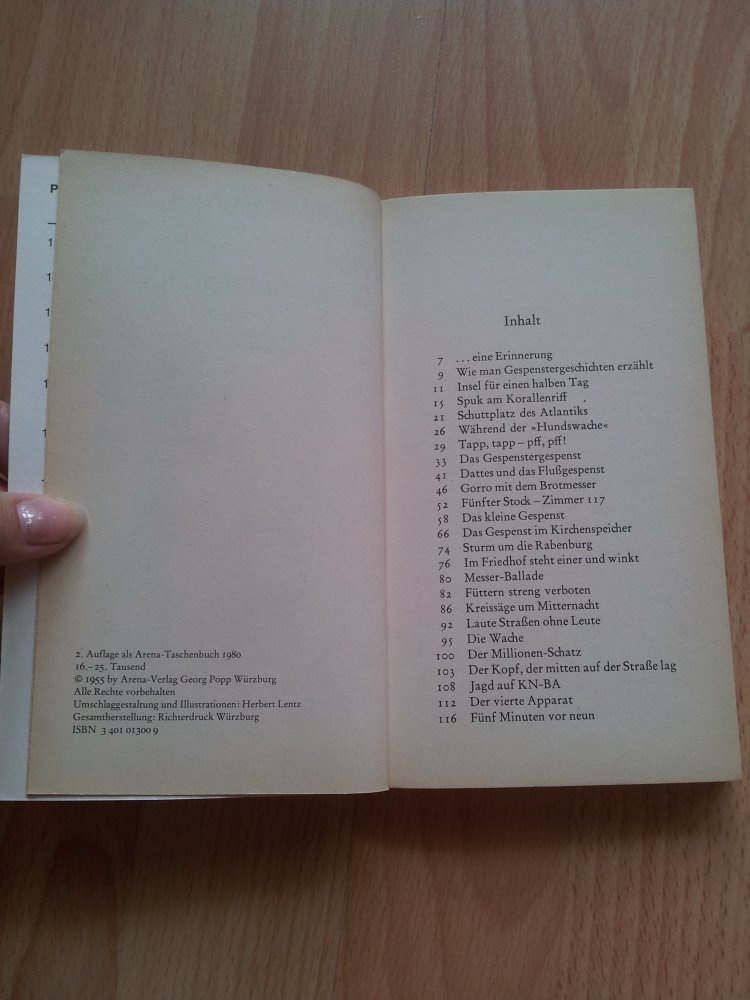 P
2. Auflage als Arena-Taschenbuch 1980
16.–25. Tausend
© 1955 by Arena-Verlag Georg Popp Würzburg
Alle Rechte vorbehalten
Umschlaggestaltung und Illustrationen: Herbert Lentz
Gesamtherstellung: Richterdruck Würzburg
ISBN 3 401 01300 9
Inhalt
7 ...eine Erinnerung
9 Wie man Gespenstergeschichten erzählt
11 Insel für einen halben Tag
15 Spuk am Korallenriff
21 Schuttplatz des Atlantiks
26 Während der »Hundswache«
29 Tapp, tapp – pff, pff!
33 Das Gespenstergespenst
41 Dattes und das Flußgespenst
46 Gorro mit dem Brotmesser
52 Fünfter Stock – Zimmer 117
58 Das kleine Gespenst
66 Das Gespenst im Kirchenspeicher
74 Sturm um die Rabenburg
76 Im Friedhof steht einer und winkt
80 Messer-Ballade
82 Füttern streng verboten
86 Kreissäge um Mitternacht
92 Laute Straßen ohne Leute
95 Die Wache
100 Der Millionen-Schatz
103 Der Kopf, der mitten auf der Straße lag
108 Jagd auf KN-BA
112 Der vierte Apparat
116 Fünf Minuten vor neun